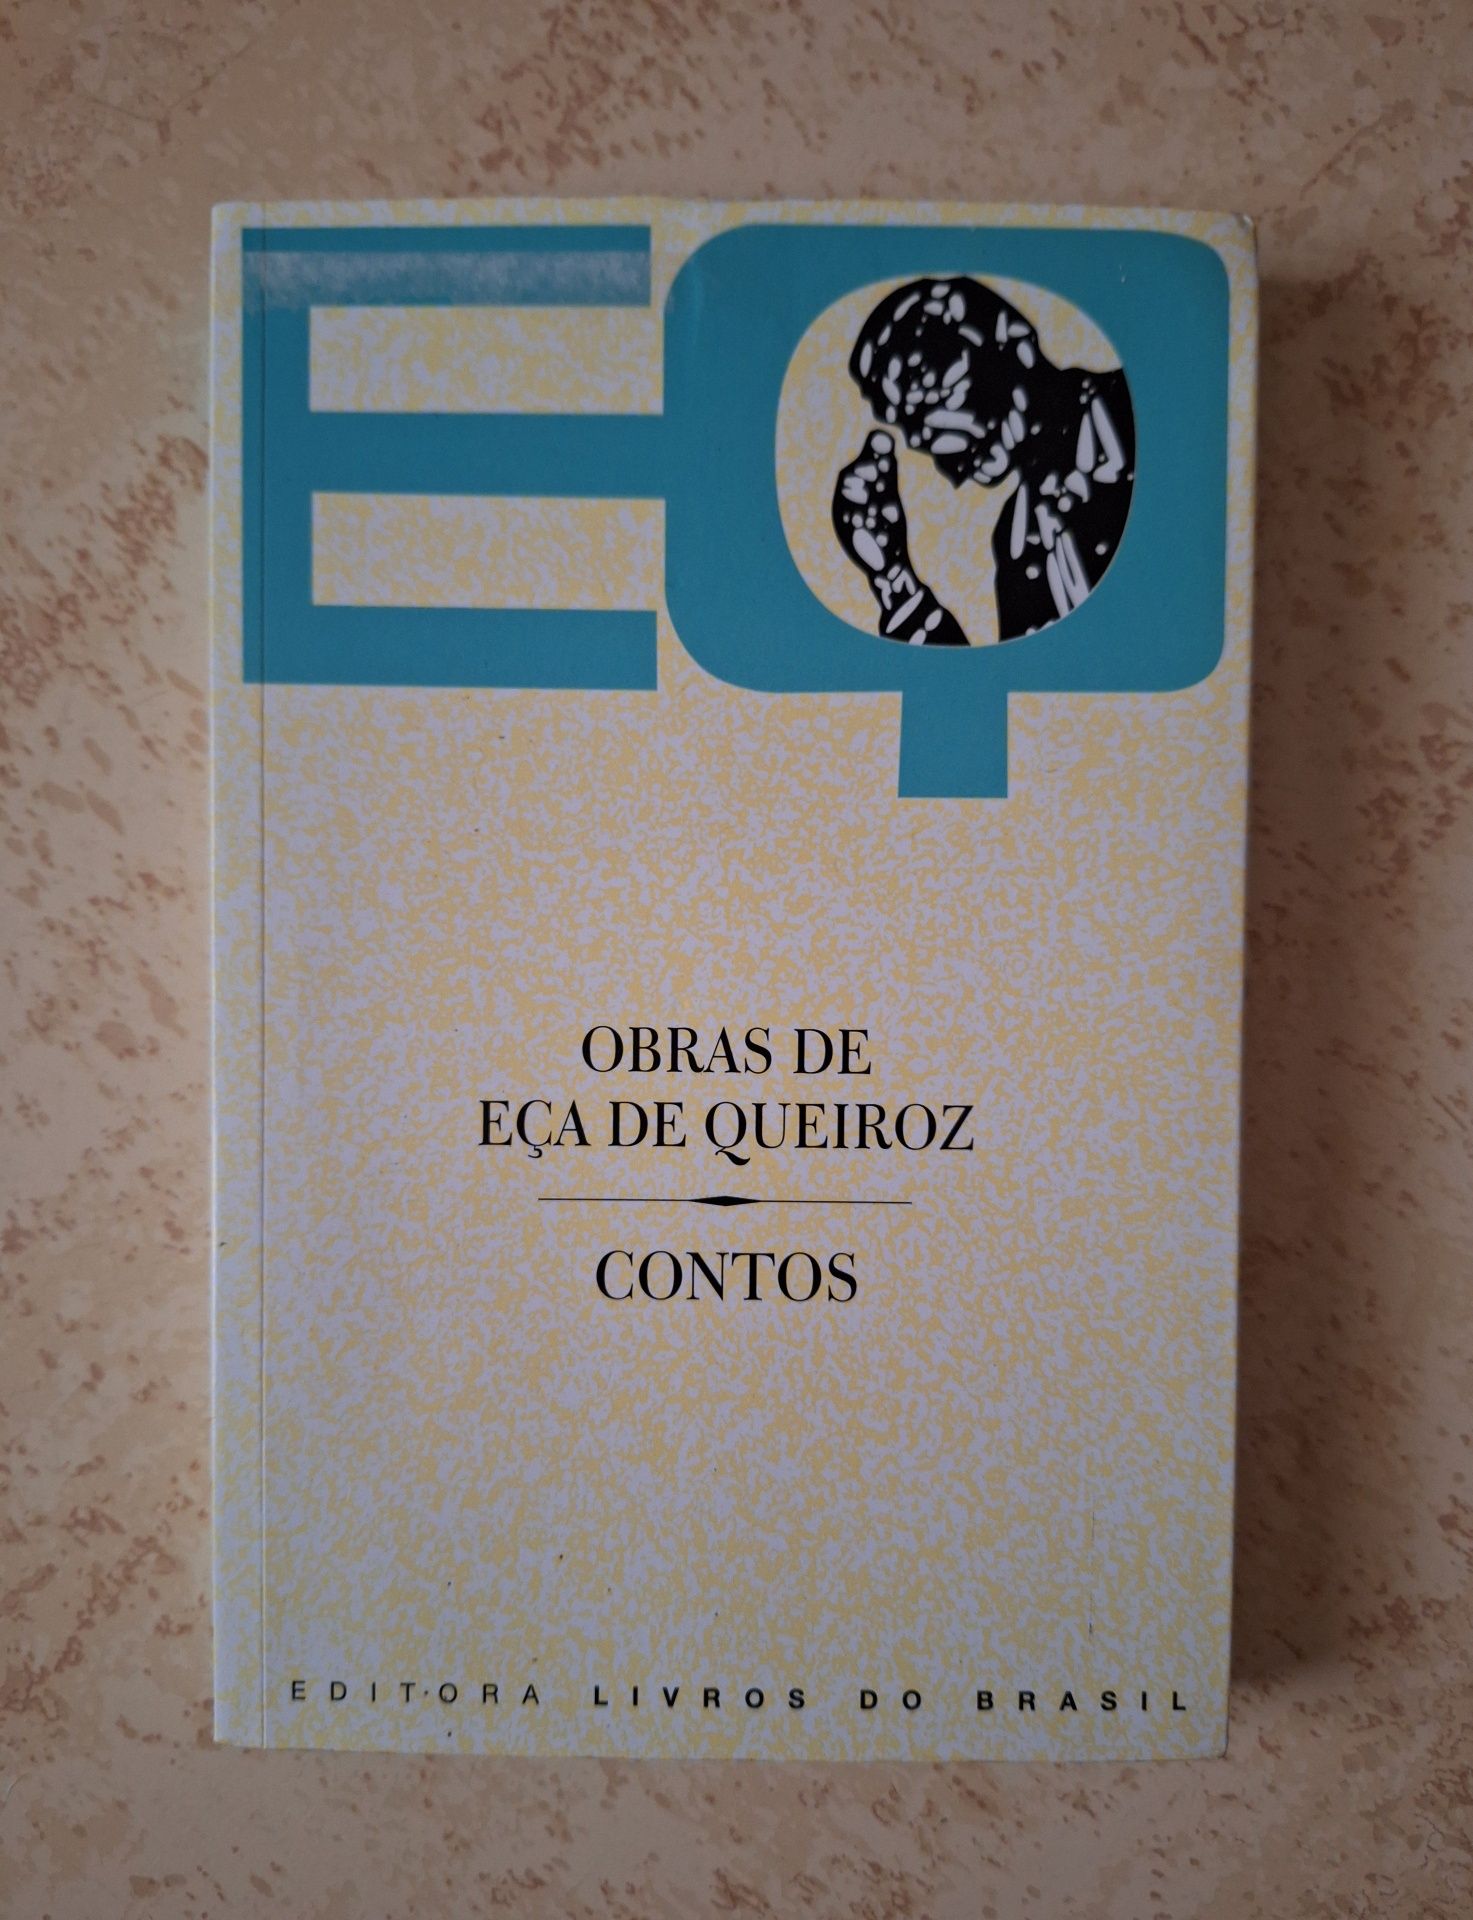 EQ
OBRAS DE
EÇA DE QUEIROZ
CONTOS
EDITORA LIVROS DO BRASIL